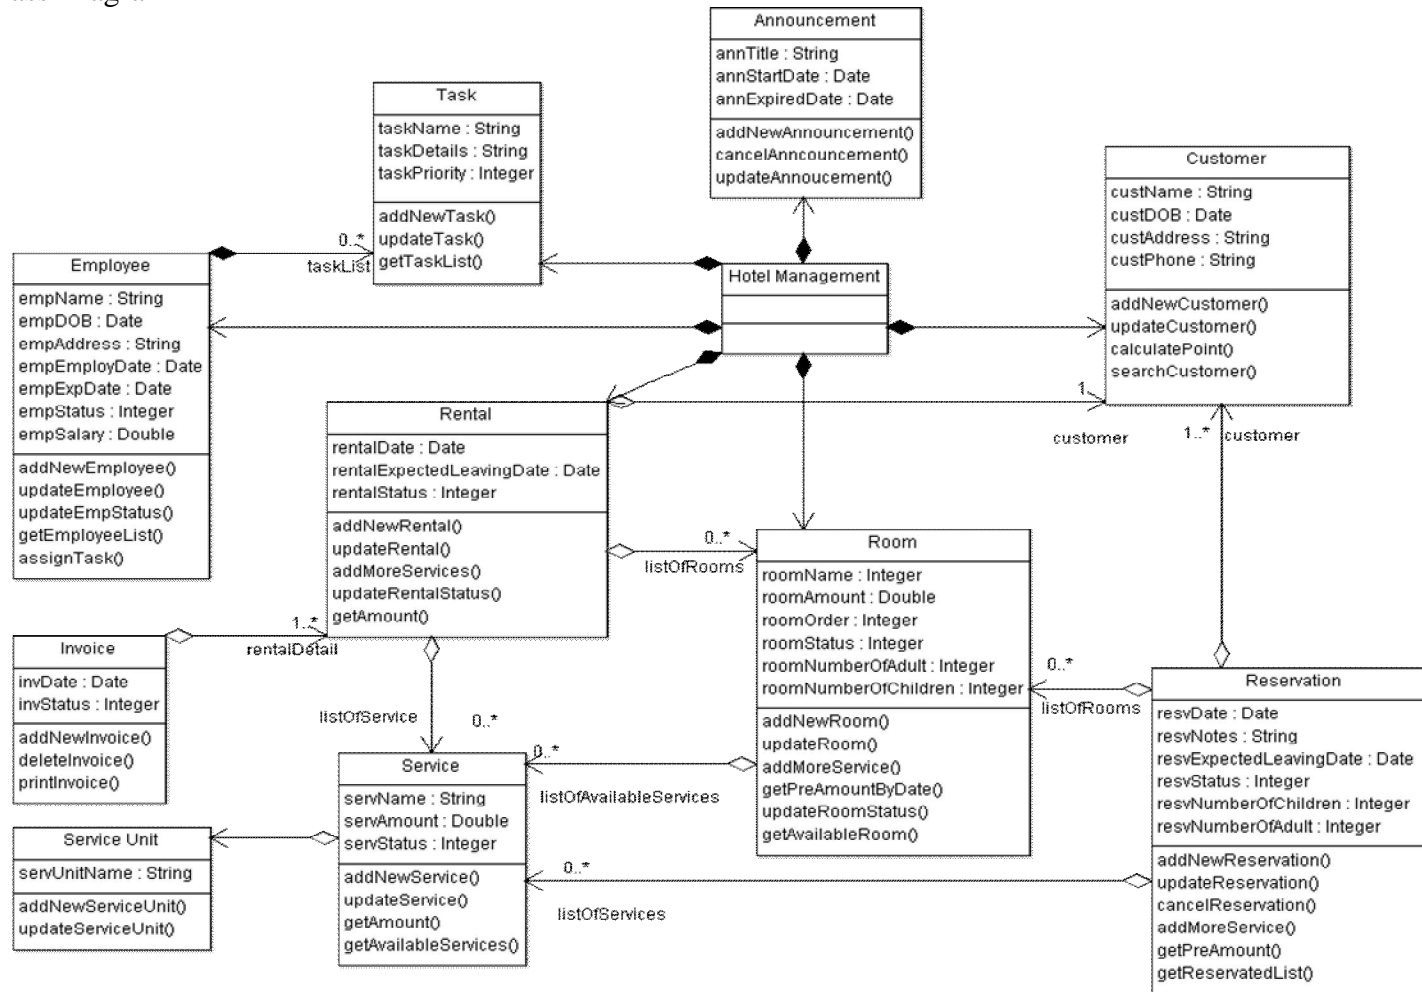 Announcement
annTitle : String
annStartDate : Date
annExpiredDate : Date
addNewAnnouncement()
cancelAnncouncement()
updateAnnoucement()
Task
taskName : String
taskDetails : String
taskPriority : Integer
addNewTask()
updateTask()
getTaskList()
Customer
custName : String
custDOB : Date
custAddress : String
custPhone : String
addNewCustomer()
updateCustomer()
calculatePoint()
searchCustomer()
0..*
taskList
Employee
empName : String
empDOB : Date
empAddress : String
empEmployDate : Date
empExpDate : Date
empStatus : Integer
empSalary : Double
addNewEmployee()
updateEmployee()
updateEmpStatus()
getEmployeeList()
assignTask()
Hotel Management
1
customer
1..*
customer
Rental
rentalDate : Date
rentalExpectedLeavingDate : Date
rentalStatus : Integer
addNewRental()
updateRental()
addMoreServices()
updateRentalStatus()
getAmount()
0..*
listOfRooms
Room
roomName : Integer
roomAmount : Double
roomOrder : Integer
roomStatus : Integer
roomNumberOfAdult : Integer
roomNumberOfChildren : Integer
addNewRoom()
updateRoom()
addMoreService()
getPreAmountByDate()
updateRoomStatus()
getAvailableRoom()
1..*
rentalDetail
Invoice
invDate : Date
invStatus : Integer
addNewInvoice()
deleteInvoice()
printInvoice()
listOfService
0..*
0..*
listOfRooms
Reservation
resvDate : Date
resvNotes : String
resvExpectedLeavingDate : Date
resvStatus : Integer
resvNumberOfChildren : Integer
resvNumberOfAdult : Integer
addNewReservation()
updateReservation()
cancelReservation()
addMoreService()
getPreAmount()
getReservatedList()
0..*
listOfAvailableServices
Service
servName : String
servAmount : Double
servStatus : Integer
addNewService()
updateService()
getAmount()
getAvailableServices()
Service Unit
servUnitName : String
addNewServiceUnit()
updateServiceUnit()
0..*
listOfServices